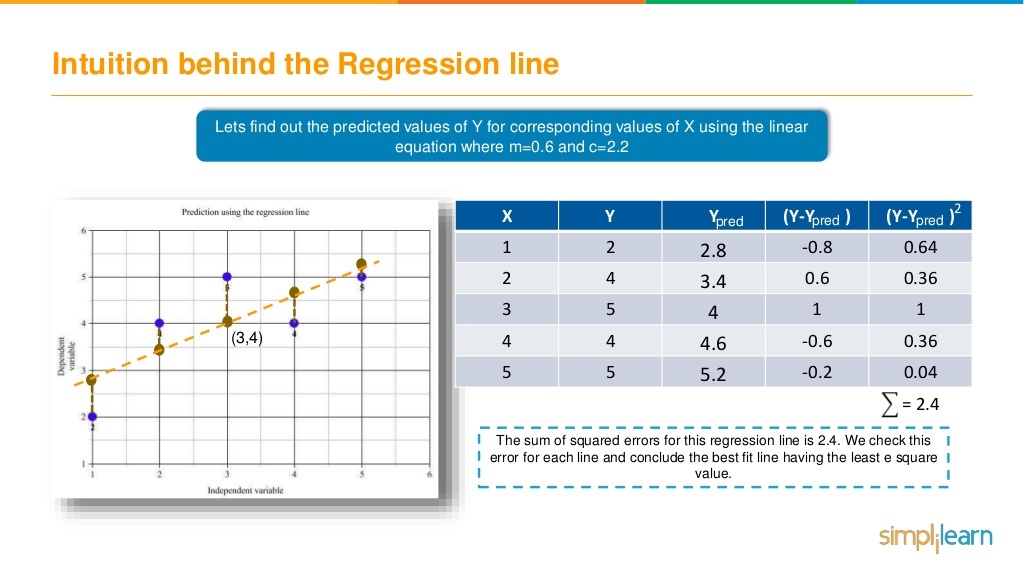 Intuition behind the Regression line
Lets find out the predicted values of Y for corresponding values of X using the linear
equation where m=0.6 and c=2.2
Prediction using the regression line
6
5
4
3
2
1
Dependent
variable
2
4
5
4
5
(3,4)
1 2 3 4 5 6
Independent variable
X Y Ypred (Y-Ypred ) (Y-Ypred )2
1 2 2.8 -0.8 0.64
2 4 3.4 0.6 0.36
3 5 4 1 1
4 4 4.6 -0.6 0.36
5 5 5.2 -0.2 0.04
∑ = 2.4
The sum of squared errors for this regression line is 2.4. We check this
error for each line and conclude the best fit line having the least e square
value.
simplilearn